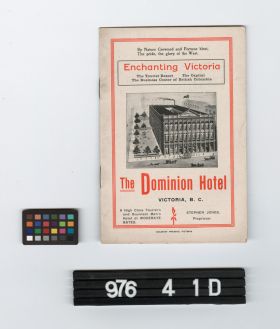 By Nature Crowned and Fortune blest,
The pride, the glory of the West.
Enchanting Victoria
The Tourist Resort The Capital
The Business Center of British Columbia
The Dominion Hotel
VICTORIA, B. C.
A High Class Tourists
and Business Men's
Hotel at MODERATE
RATES.
STEPHEN JONES,
Proprietor.
976 4 1D